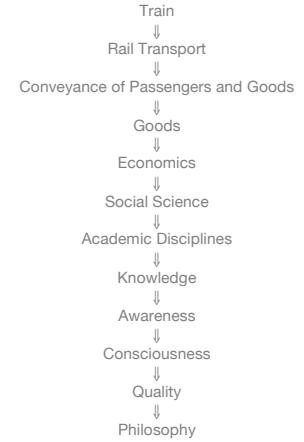 Train
⇓
Rail Transport
⇓
Conveyance of Passengers and Goods
⇓
Goods
⇓
Economics
⇓
Social Science
⇓
Academic Disciplines
⇓
Knowledge
⇓
Awareness
⇓
Consciousness
⇓
Quality
⇓
Philosophy